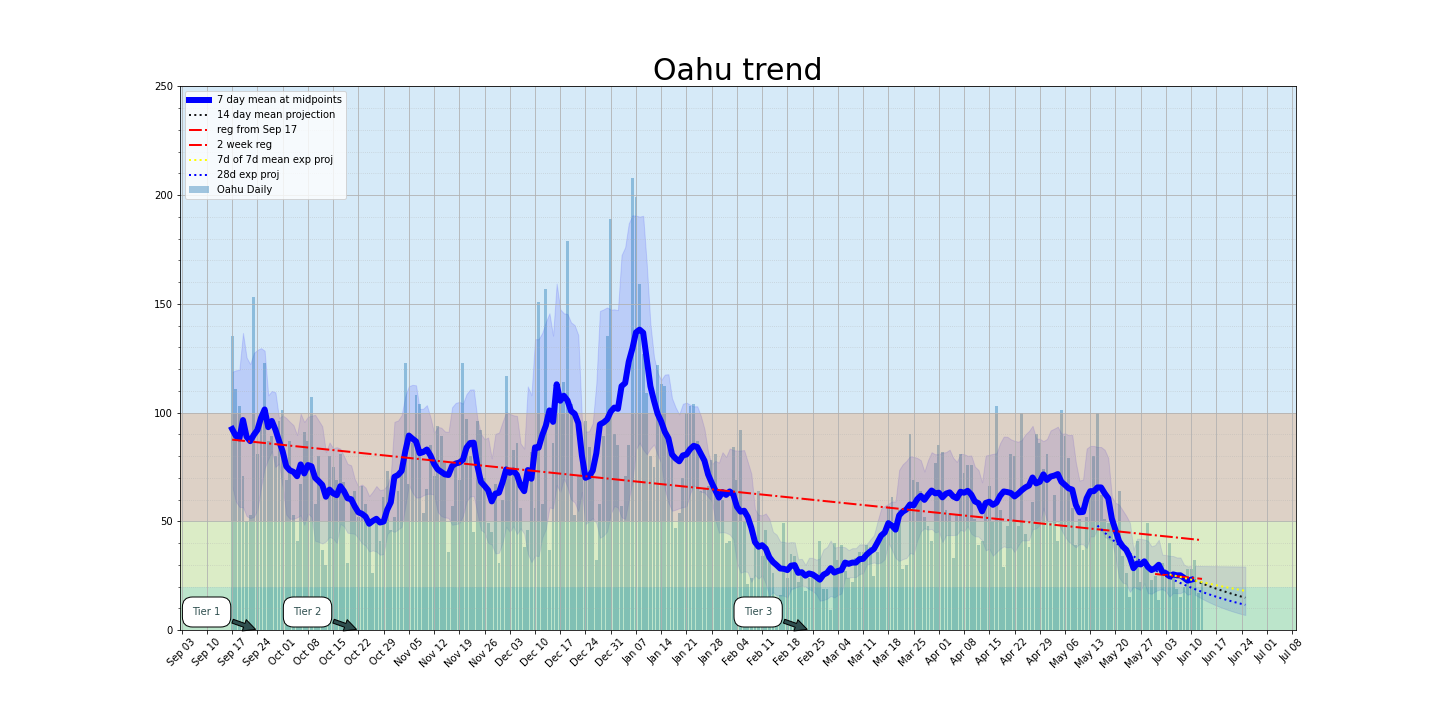 Oahu trend
250
200
150
100
50
0
7 day mean at midpoints
14 day mean projection
reg from Sep 17
2 week reg
7d of 7d mean exp proj
28d exp proj
Oahu Daily
Tier 1
Tier 2
Tier 3
Sep 03
Sep 10
Sep 17
Sep 24
Oct 01
Oct 08
Oct 15
Oct 22
Oct 29
Nov 05
Nov 12
Nov 19
Nov 26
Dec 03
Dec 10
Dec 17
Dec 24
Dec 31
Jan 07
Jan 14
Jan 21
Jan 28
Feb 04
Feb 11
Feb 18
Feb 25
Mar 04
Mar 11
Mar 18
Mar 25
Apr 01
Apr 08
Apr 15
Apr 22
Apr 29
May 06
May 13
May 20
May 27
Jun 03
Jun 10
Jun 17
Jun 24
Jul 01
Jul 08